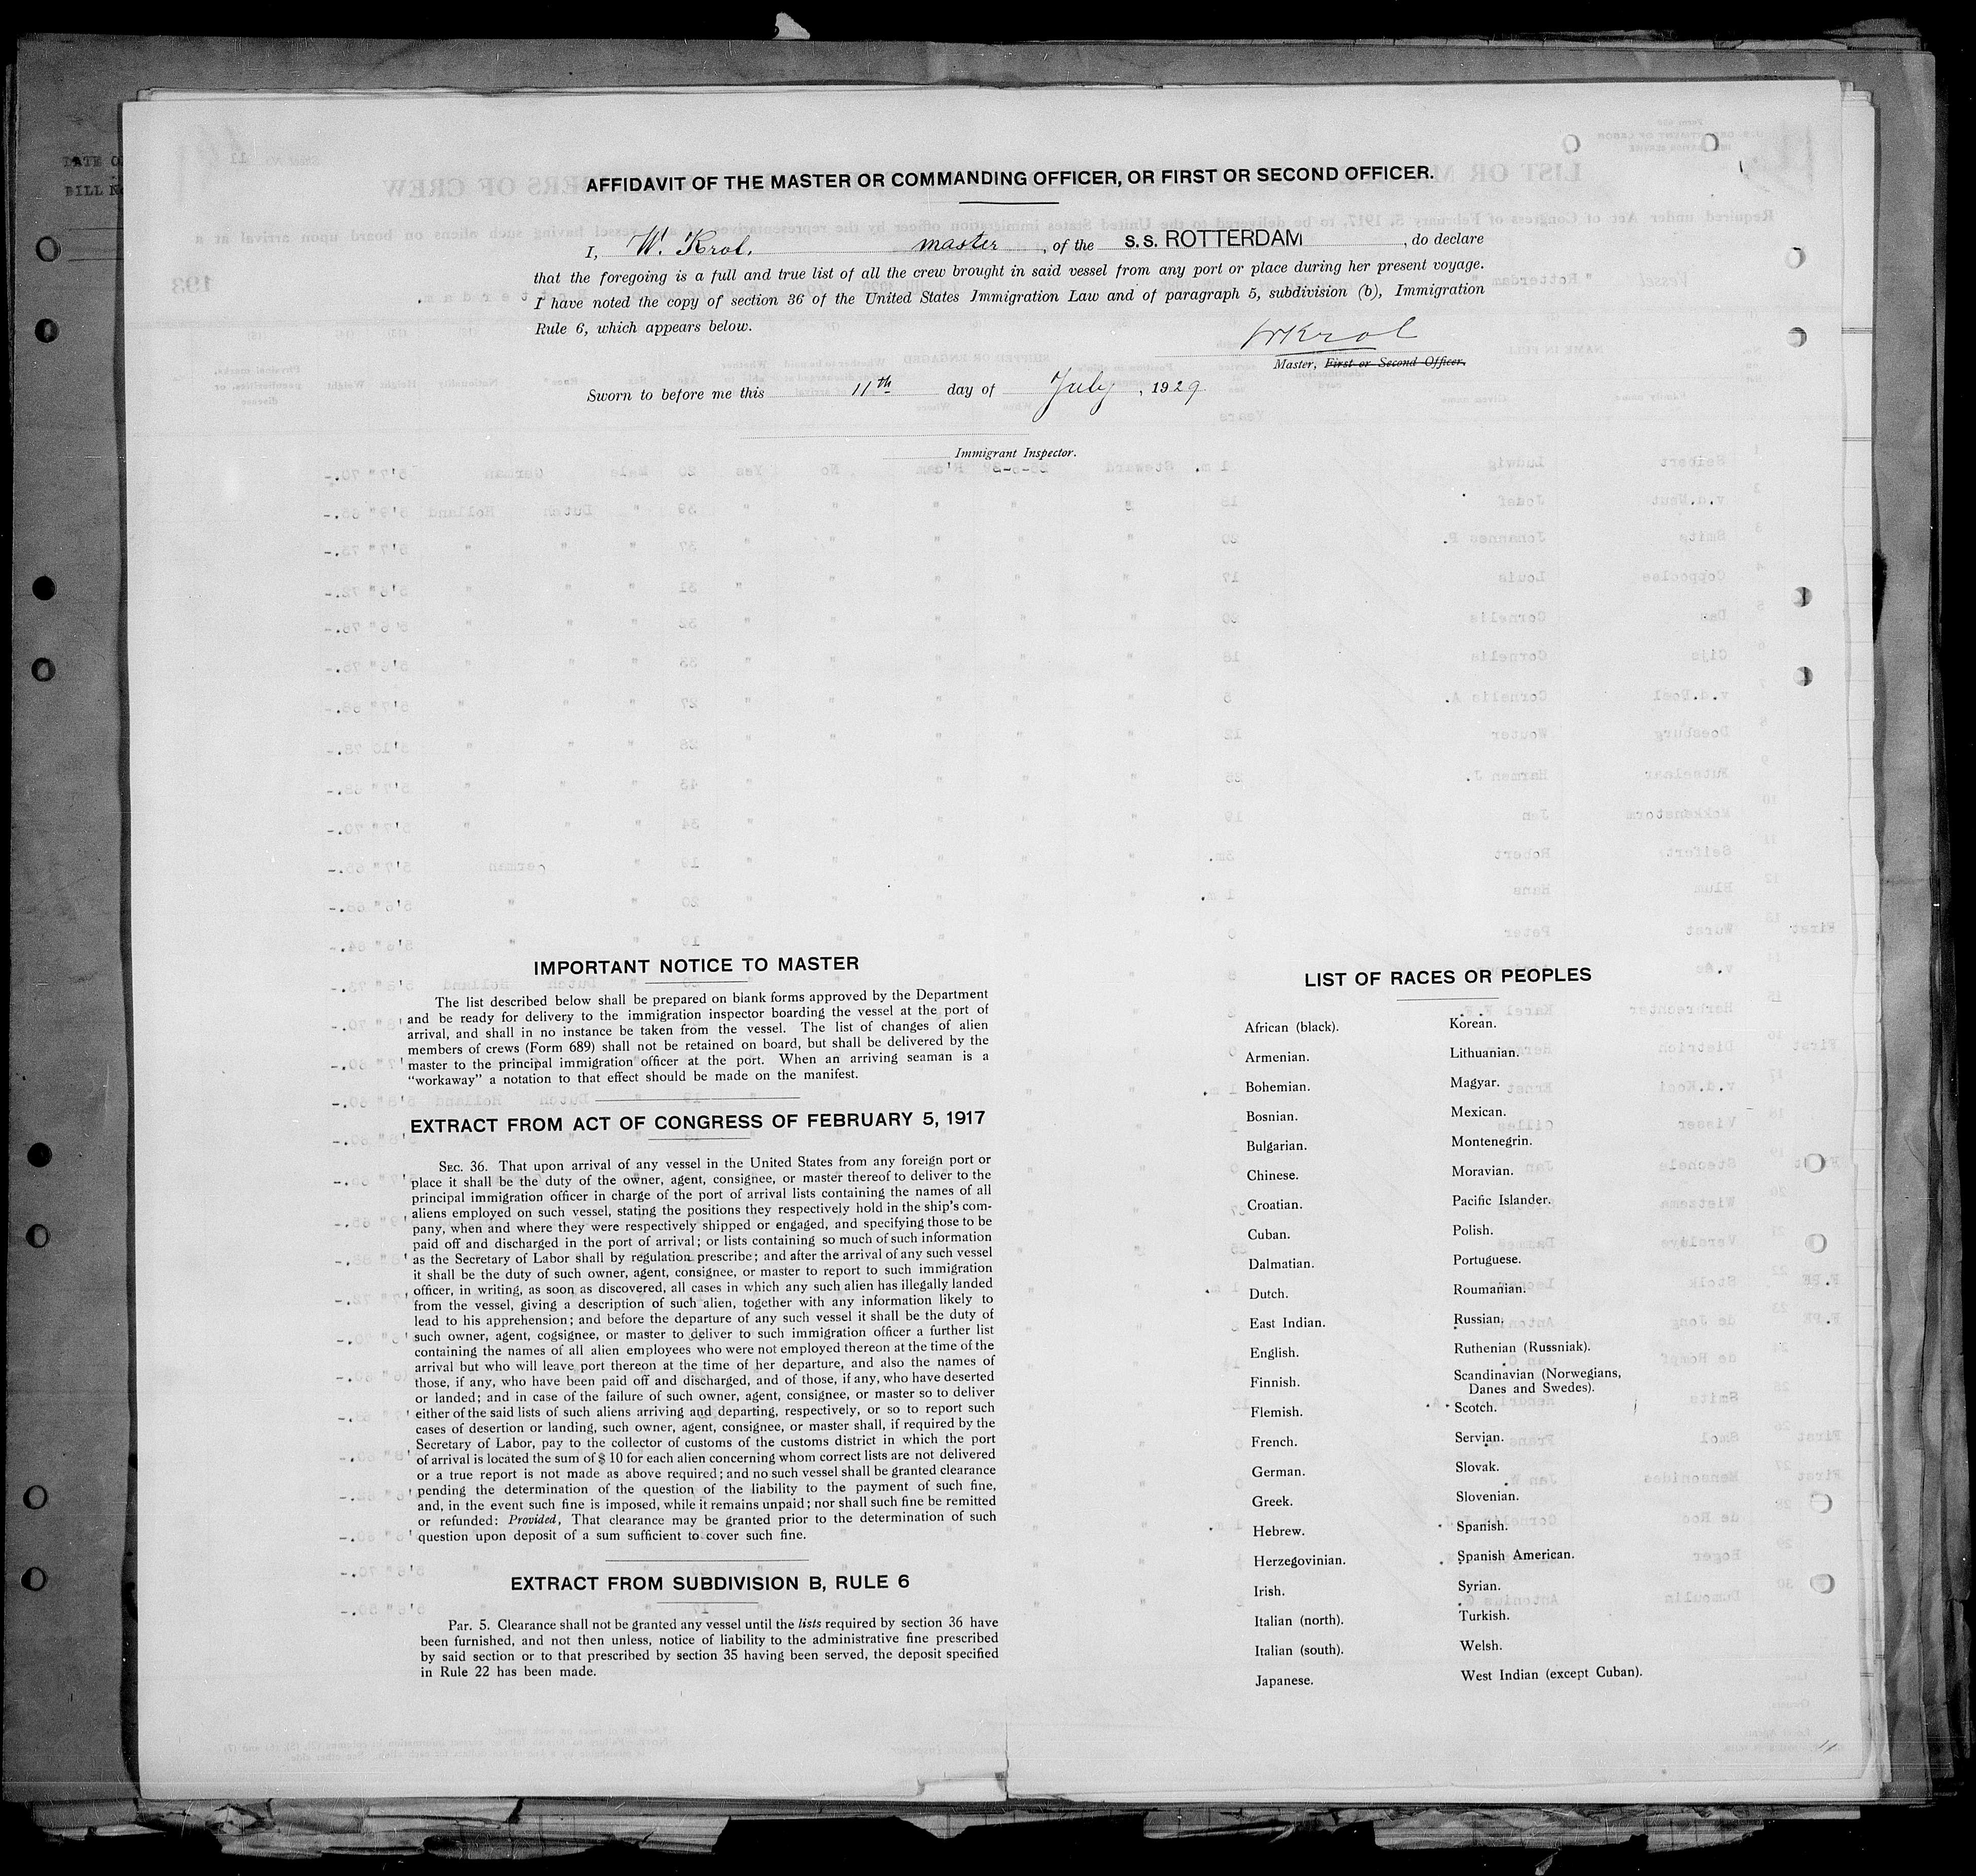 AFFIDAVIT OF THE MASTER OR COMMANDING OFFICER, OR FIRST OR SECOND OFFICER.
I, W. Krol, master, of the S.S. ROTTERDAM, do declare
that the foregoing is a full and true list of all the crew brought in said vessel from any port or place during her present voyage.
I have noted the copy of section 36 of the United States Immigration Law and of paragraph 5, subdivision (b), Immigration
Rule 6, which appears below.
WKrol
Master, First or Second Officer.
Sworn to before me this 11th day of July, 1929
Immigrant Inspector.
IMPORTANT NOTICE TO MASTER
The list described below shall be prepared on blank forms approved by the Department
and be ready for delivery to the immigration inspector boarding the vessel at the port of
arrival, and shall in no instance be taken from the vessel. The list of changes of alien
members of crews (Form 689) shall not be retained on board, but shall be delivered by the
master to the principal immigration officer at the port. When an arriving seaman is a
"workaway" a notation to that effect should be made on the manifest.
EXTRACT FROM ACT OF CONGRESS OF FEBRUARY 5, 1917
SEC. 36. That upon arrival of any vessel in the United States from any foreign port or
place it shall be the duty of the owner, agent, consignee, or master thereof to deliver to the
principal immigration officer in charge of the port of arrival lists containing the names of all
aliens employed on such vessel, stating the positions they respectively hold in the ship's com-
pany, when and where they were respectively shipped or engaged, and specifying those to be
paid off and discharged in the port of arrival; or lists containing so much of such information
as the Secretary of Labor shall by regulation prescribe; and after the arrival of any such vessel
it shall be the duty of such owner, agent, consignee, or master to report to such immigration
officer, in writing, as soon as discovered, all cases in which any such alien has illegally landed
from the vessel, giving a description of such alien, together with any information likely to
lead to his apprehension; and before the departure of any such vessel it shall be the duty of
such owner, agent, cogsignee, or master to deliver to such immigration officer a further list
containing the names of all alien employees who were not employed thereon at the time of the
arrival but who will leave port thereon at the time of her departure, and also the names of
those, if any, who have been paid off and discharged, and of those, if any, who have deserted
or landed; and in case of the failure of such owner, agent, consignee, or master so to deliver
either of the said lists of such aliens arriving and departing, respectively, or so to report such
cases of desertion or landing, such owner, agent, consignee, or master shall, if required by the
Secretary of Labor, pay to the collector of customs of the customs district in which the port
of arrival is located the sum of $ 10 for each alien concerning whom correct lists are not delivered
or a true report is not made as above required; and no such vessel shall be granted clearance
pending the determination of the question of the liability to the payment of such fine,
and, in the event such fine is imposed, while it remains unpaid; nor shall such fine be remitted
or refunded: Provided, That clearance may be granted prior to the determination of such
question upon deposit of a sum sufficient to cover such fine.
EXTRACT FROM SUBDIVISION B, RULE 6
Par. 5. Clearance shall not be granted any vessel until the lists required by section 36 have
been furnished, and not then unless, notice of liability to the administrative fine prescribed
by said section or to that prescribed by section 35 having been served, the deposit specified
in Rule 22 has been made.
LIST OF RACES OR PEOPLES
African (black).
Armenian.
Bohemian.
Bosnian.
Bulgarian.
Chinese.
Croatian.
Cuban.
Dalmatian.
Dutch.
East Indian.
English.
Finnish.
Flemish.
French.
German.
Greek.
Hebrew.
Herzegovinian.
Irish.
Italian (north).
Italian (south).
Japanese.
Korean.
Lithuanian.
Magyar.
Mexican.
Montenegrin.
Moravian.
Pacific Islander.
Polish.
Portuguese.
Roumanian.
Russian.
Ruthenian (Russniak).
Scandinavian (Norwegians,
Danes and Swedes).
Scotch.
Servian.
Slovak.
Slovenian.
Spanish.
Spanish American.
Syrian.
Turkish.
Welsh.
West Indian (except Cuban).